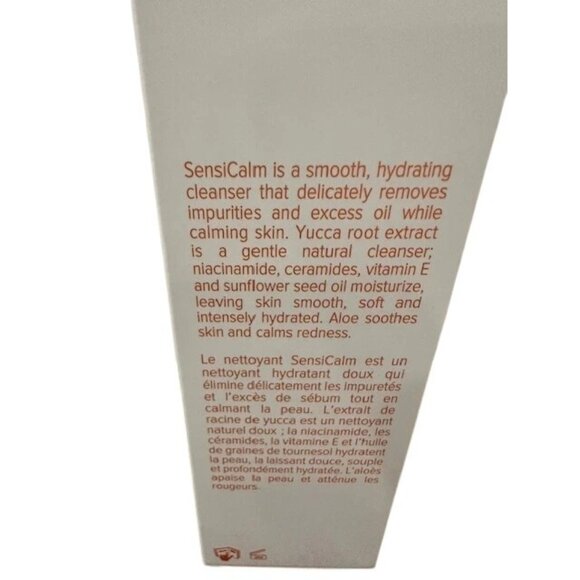 SensiCalm is a smooth, hydrating
cleanser that delicately removes
impurities and excess oil while
calming skin. Yucca root extract
is a gentle natural cleanser;
niacinamide, ceramides, vitamin E
and sunflower seed oil moisturize,
leaving skin smooth, soft and
intensely hydrated. Aloe soothes
skin and calms redness.
Le nettoyant SensiCalm est un
nettoyant hydratant doux qui
élimine délicatement les impuretés
et l'excès de sébum tout en
calmant la peau. L'extrait de
racine de yucca est un nettoyant
naturel doux ; la niacinamide, les
céramides, la vitamine E et l'huile
de graines de tournesol hydratent
la peau, la laissant douce, souple
et profondément hydratée. L'aloès
apaise la peau et atténue les
rougeurs.